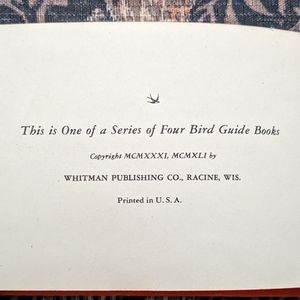 This is One of a Series of Four Bird Guide Books
Copyright MCMXXXI, MCMXLI by
WHITMAN PUBLISHING CO., RACINE, WIS.
Printed in U. S. A.